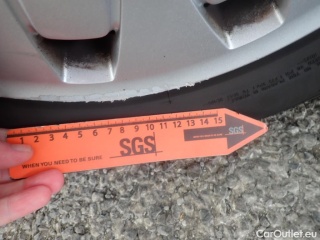 1 2 3 4 5 6 7 8 9 10 11 12 13 14 15
SGS
WHEN YOU NEED TO BE SURE SGS
CarOutlet.eu